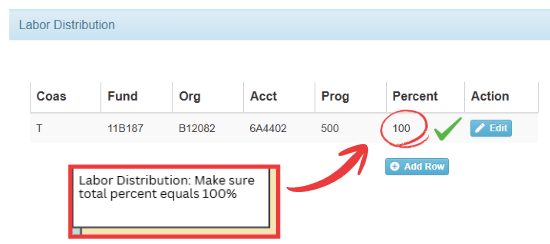 Labor Distribution
Coas Fund Org Acct Prog Percent Action
T 11B187 B12082 6A4402 500 100 Edit
Add Row
Labor Distribution: Make sure
total percent equals 100%